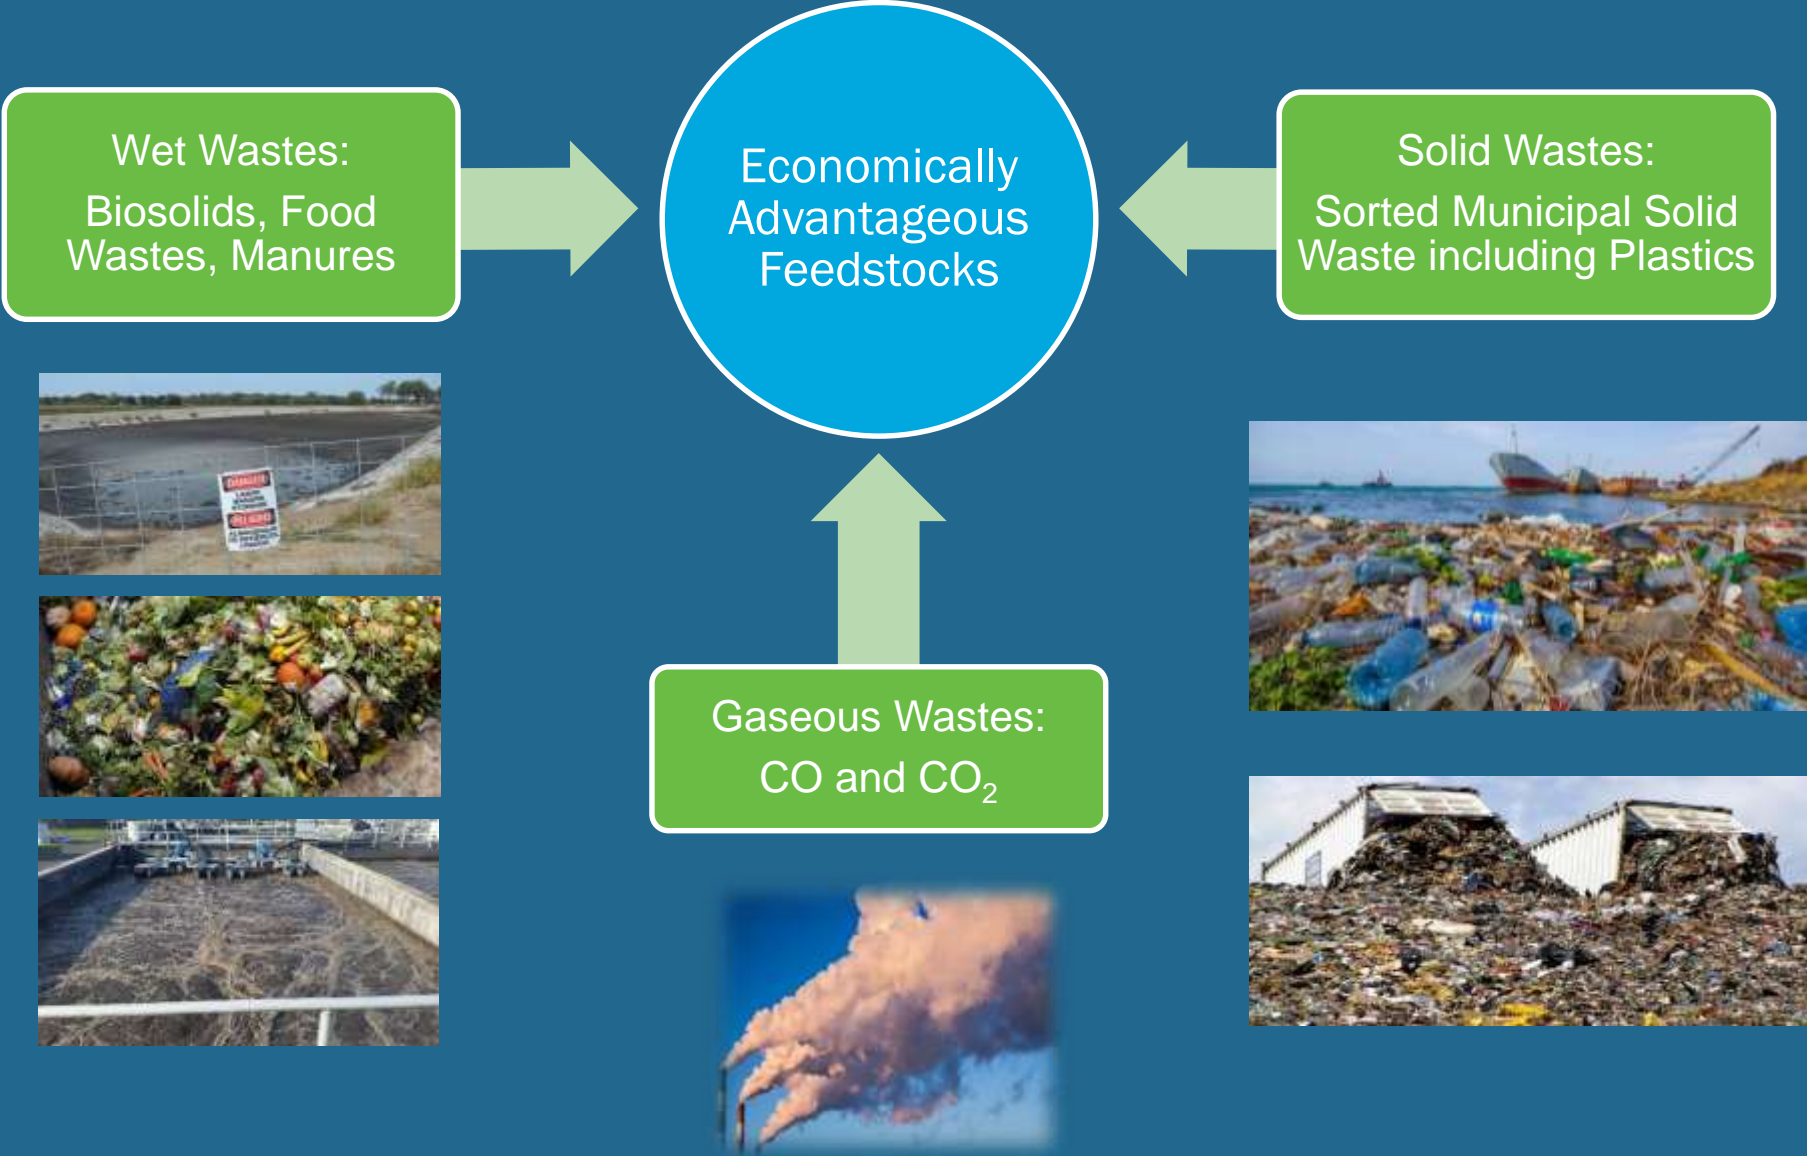 Wet Wastes:
Biosolids, Food
Wastes, Manures
Economically
Advantageous
Feedstocks
Solid Wastes:
Sorted Municipal Solid
Waste including Plastics
DANGER
Gaseous Wastes:
CO and CO₂